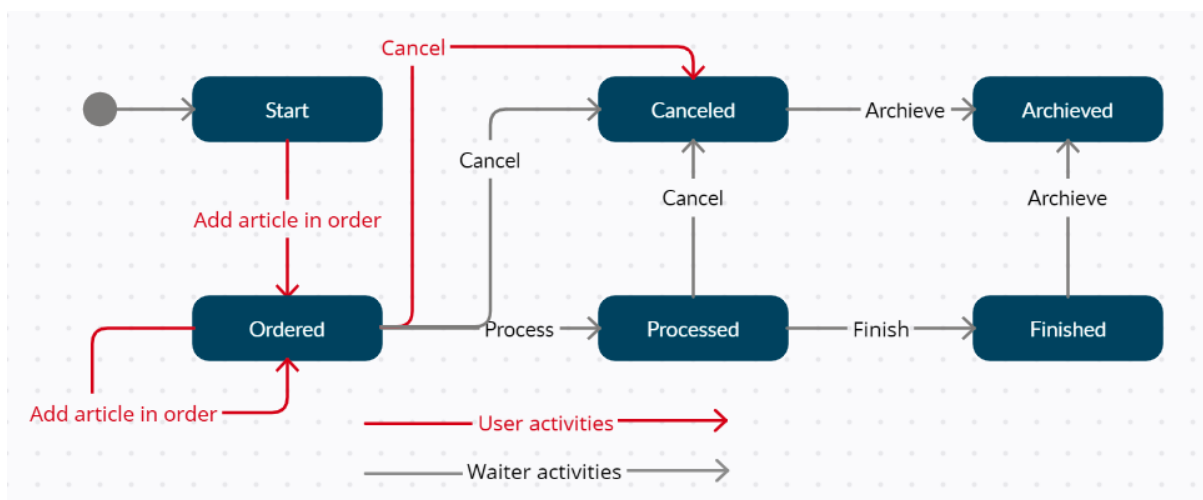 Cancel
Start
Canceled
Archieve
Archieved
Cancel
Cancel
Archieve
Add article in order
Ordered
Process
Processed
Finish
Finished
Add article in order
User activities
Waiter activities